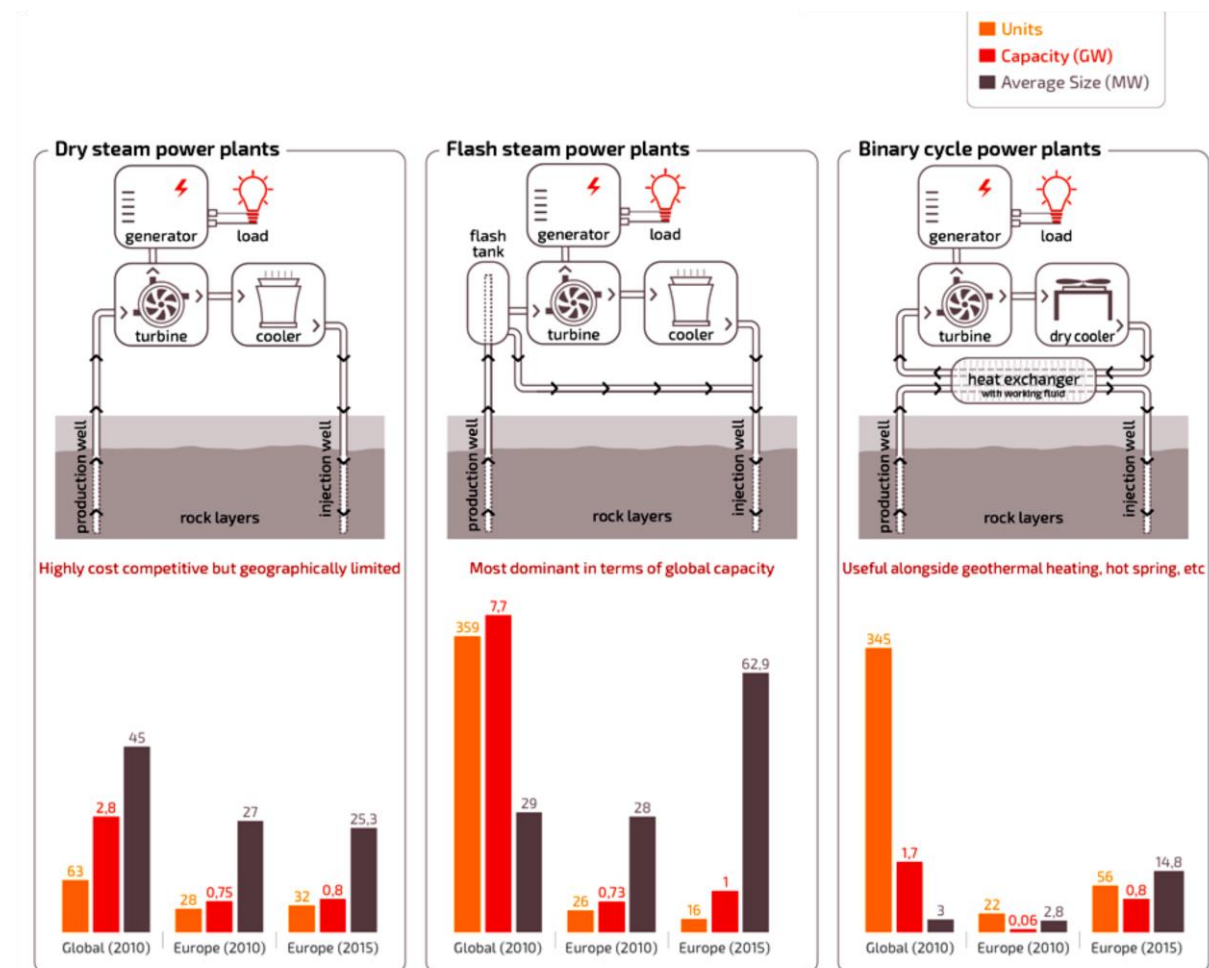 Units
Capacity (GW)
Average Size (MW)
Dry steam power plants
generator
load
turbine
cooler
production well
injection well
rock layers
Highly cost competitive but geographically limited
63
2,8
45
28
0,75
27
32
0,8
25,3
Global (2010)
Europe (2010)
Europe (2015)
Flash steam power plants
flash
tank
generator
load
turbine
cooler
production well
injection well
rock layers
Most dominant in terms of global capacity
359
7,7
29
26
0,73
28
16
1
62,9
Global (2010)
Europe (2010)
Europe (2015)
Binary cycle power plants
generator
load
turbine
dry cooler
heat exchanger
with working fluid
production well
injection well
rock layers
Useful alongside geothermal heating, hot spring, etc
345
1,7
3
22
0,06
2,8
56
0,8
14,8
Global (2010)
Europe (2010)
Europe (2015)